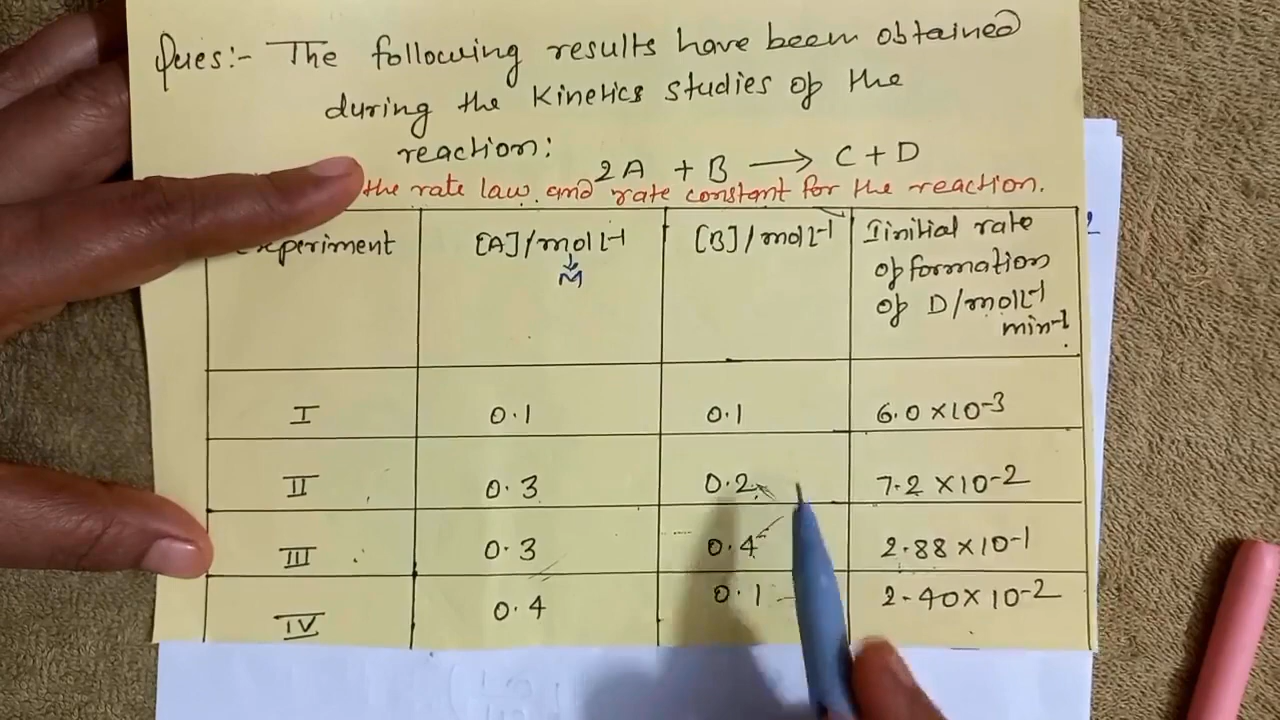 Ques:- The following results have been obtained
during the Kinetics studies of the
reaction:
2A + B ⟶ C + D
the rate law and rate constant for the reaction.
experiment [A]/mol L-1 [B]/mol L-1 Iinitial rate
of formation
of D/mol L-1
min-1
M
I 0.1 0.1 6.0 × 10-3
II 0.3 0.2 7.2 × 10-2
III 0.3 0.4 2.88 × 10-1
IV 0.4 0.1 2.40 × 10-2